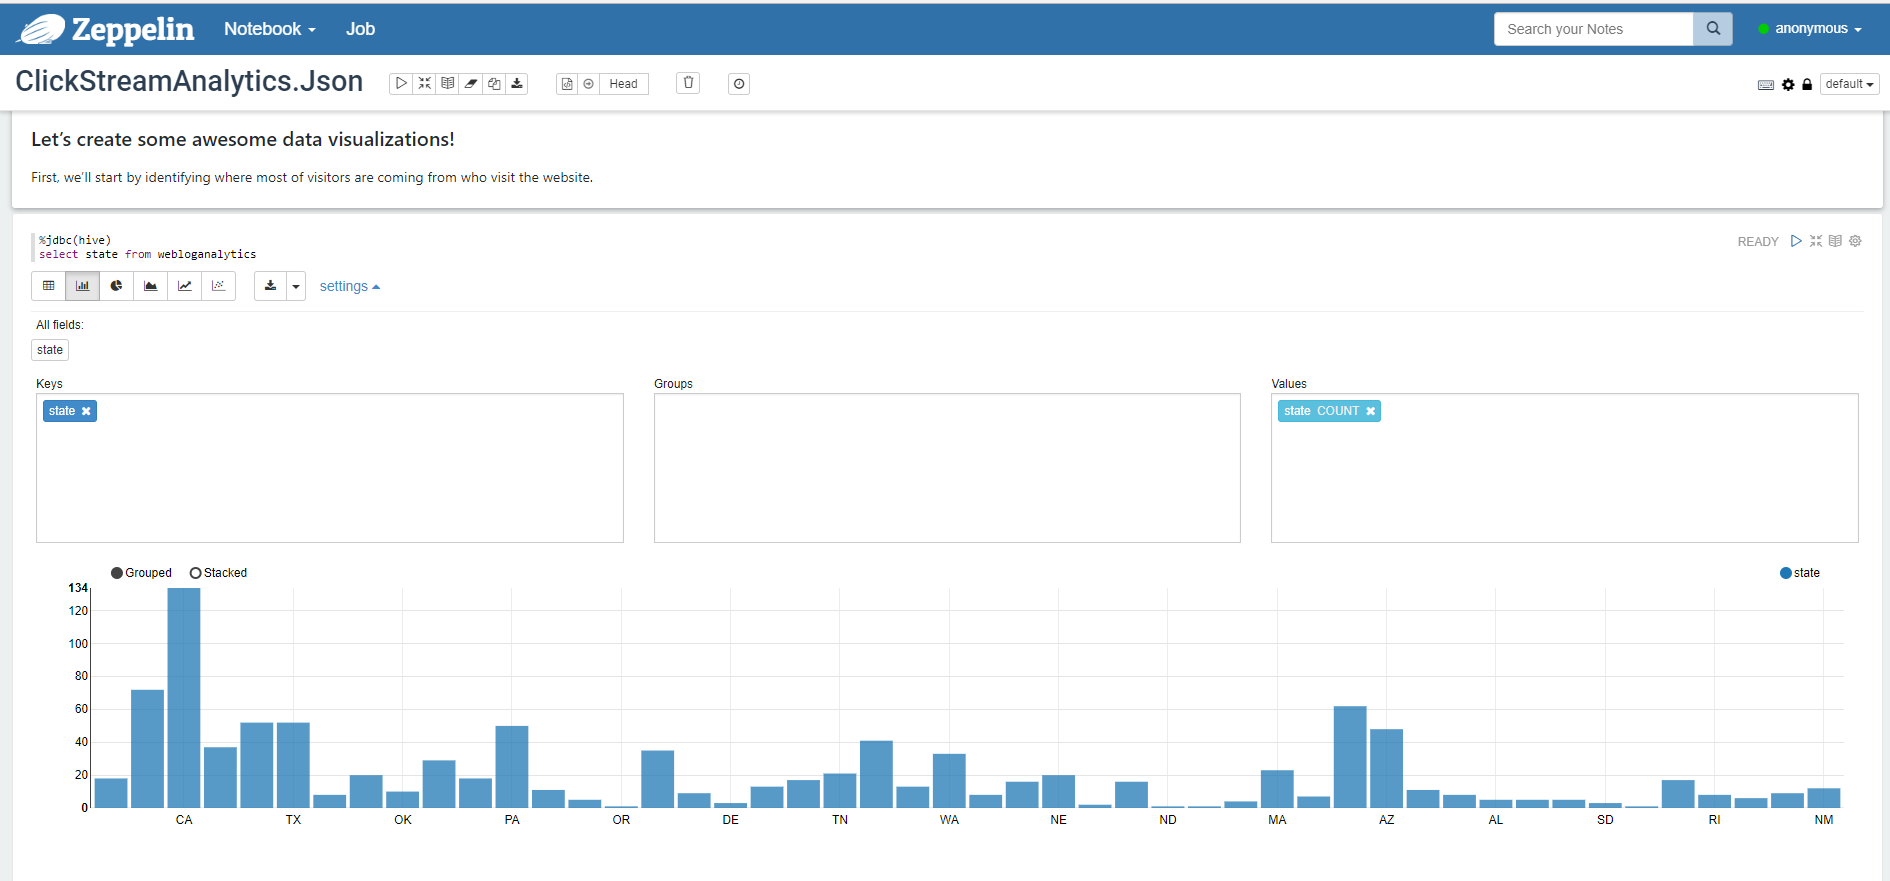 Zeppelin Notebook Job Search your Notes anonymous
ClickStreamAnalytics.Json Head default
Let's create some awesome data visualizations!
First, we'll start by identifying where most of visitors are coming from who visit the website.
%jdbc(hive)
READY
select state from webloganalytics
settings
All fields:
state
Keys Groups Values
state state COUNT
Grouped Stacked state
134
120
100
80
60
40
20
0
CA TX OK PA OR DE TN WA NE ND MA AZ AL SD RI NM